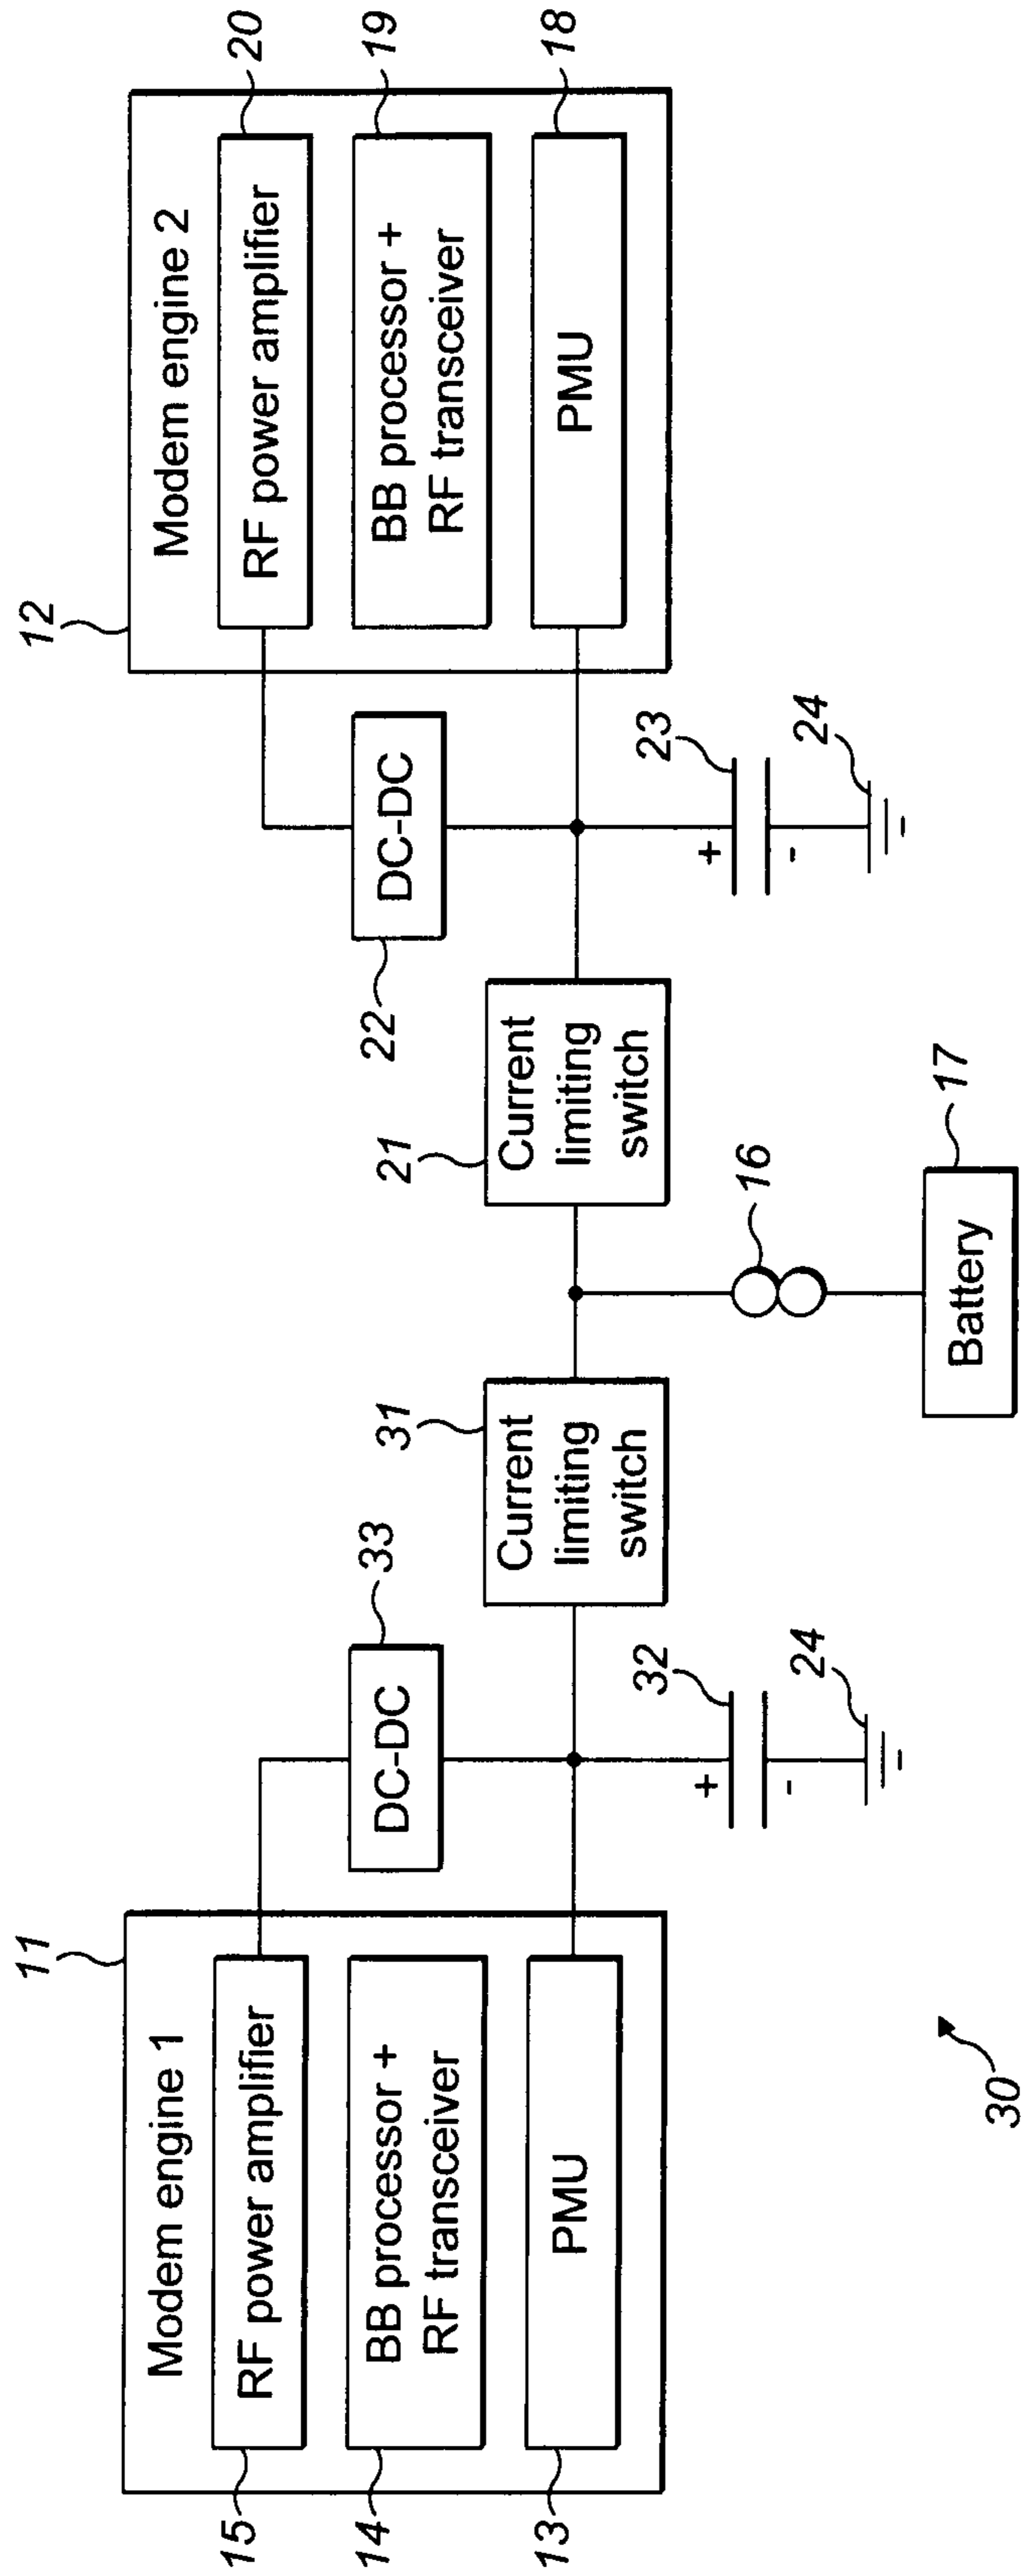 11
Modem engine 1
RF power amplifier
15
BB processor +
RF transceiver
14
PMU
13
33
DC-DC
32
+
-
24
31
Current
limiting
switch
16
17
Battery
21
Current
limiting
switch
22
DC-DC
23
+
-
24
12
Modem engine 2
RF power amplifier
20
BB processor +
RF transceiver
19
PMU
18
30